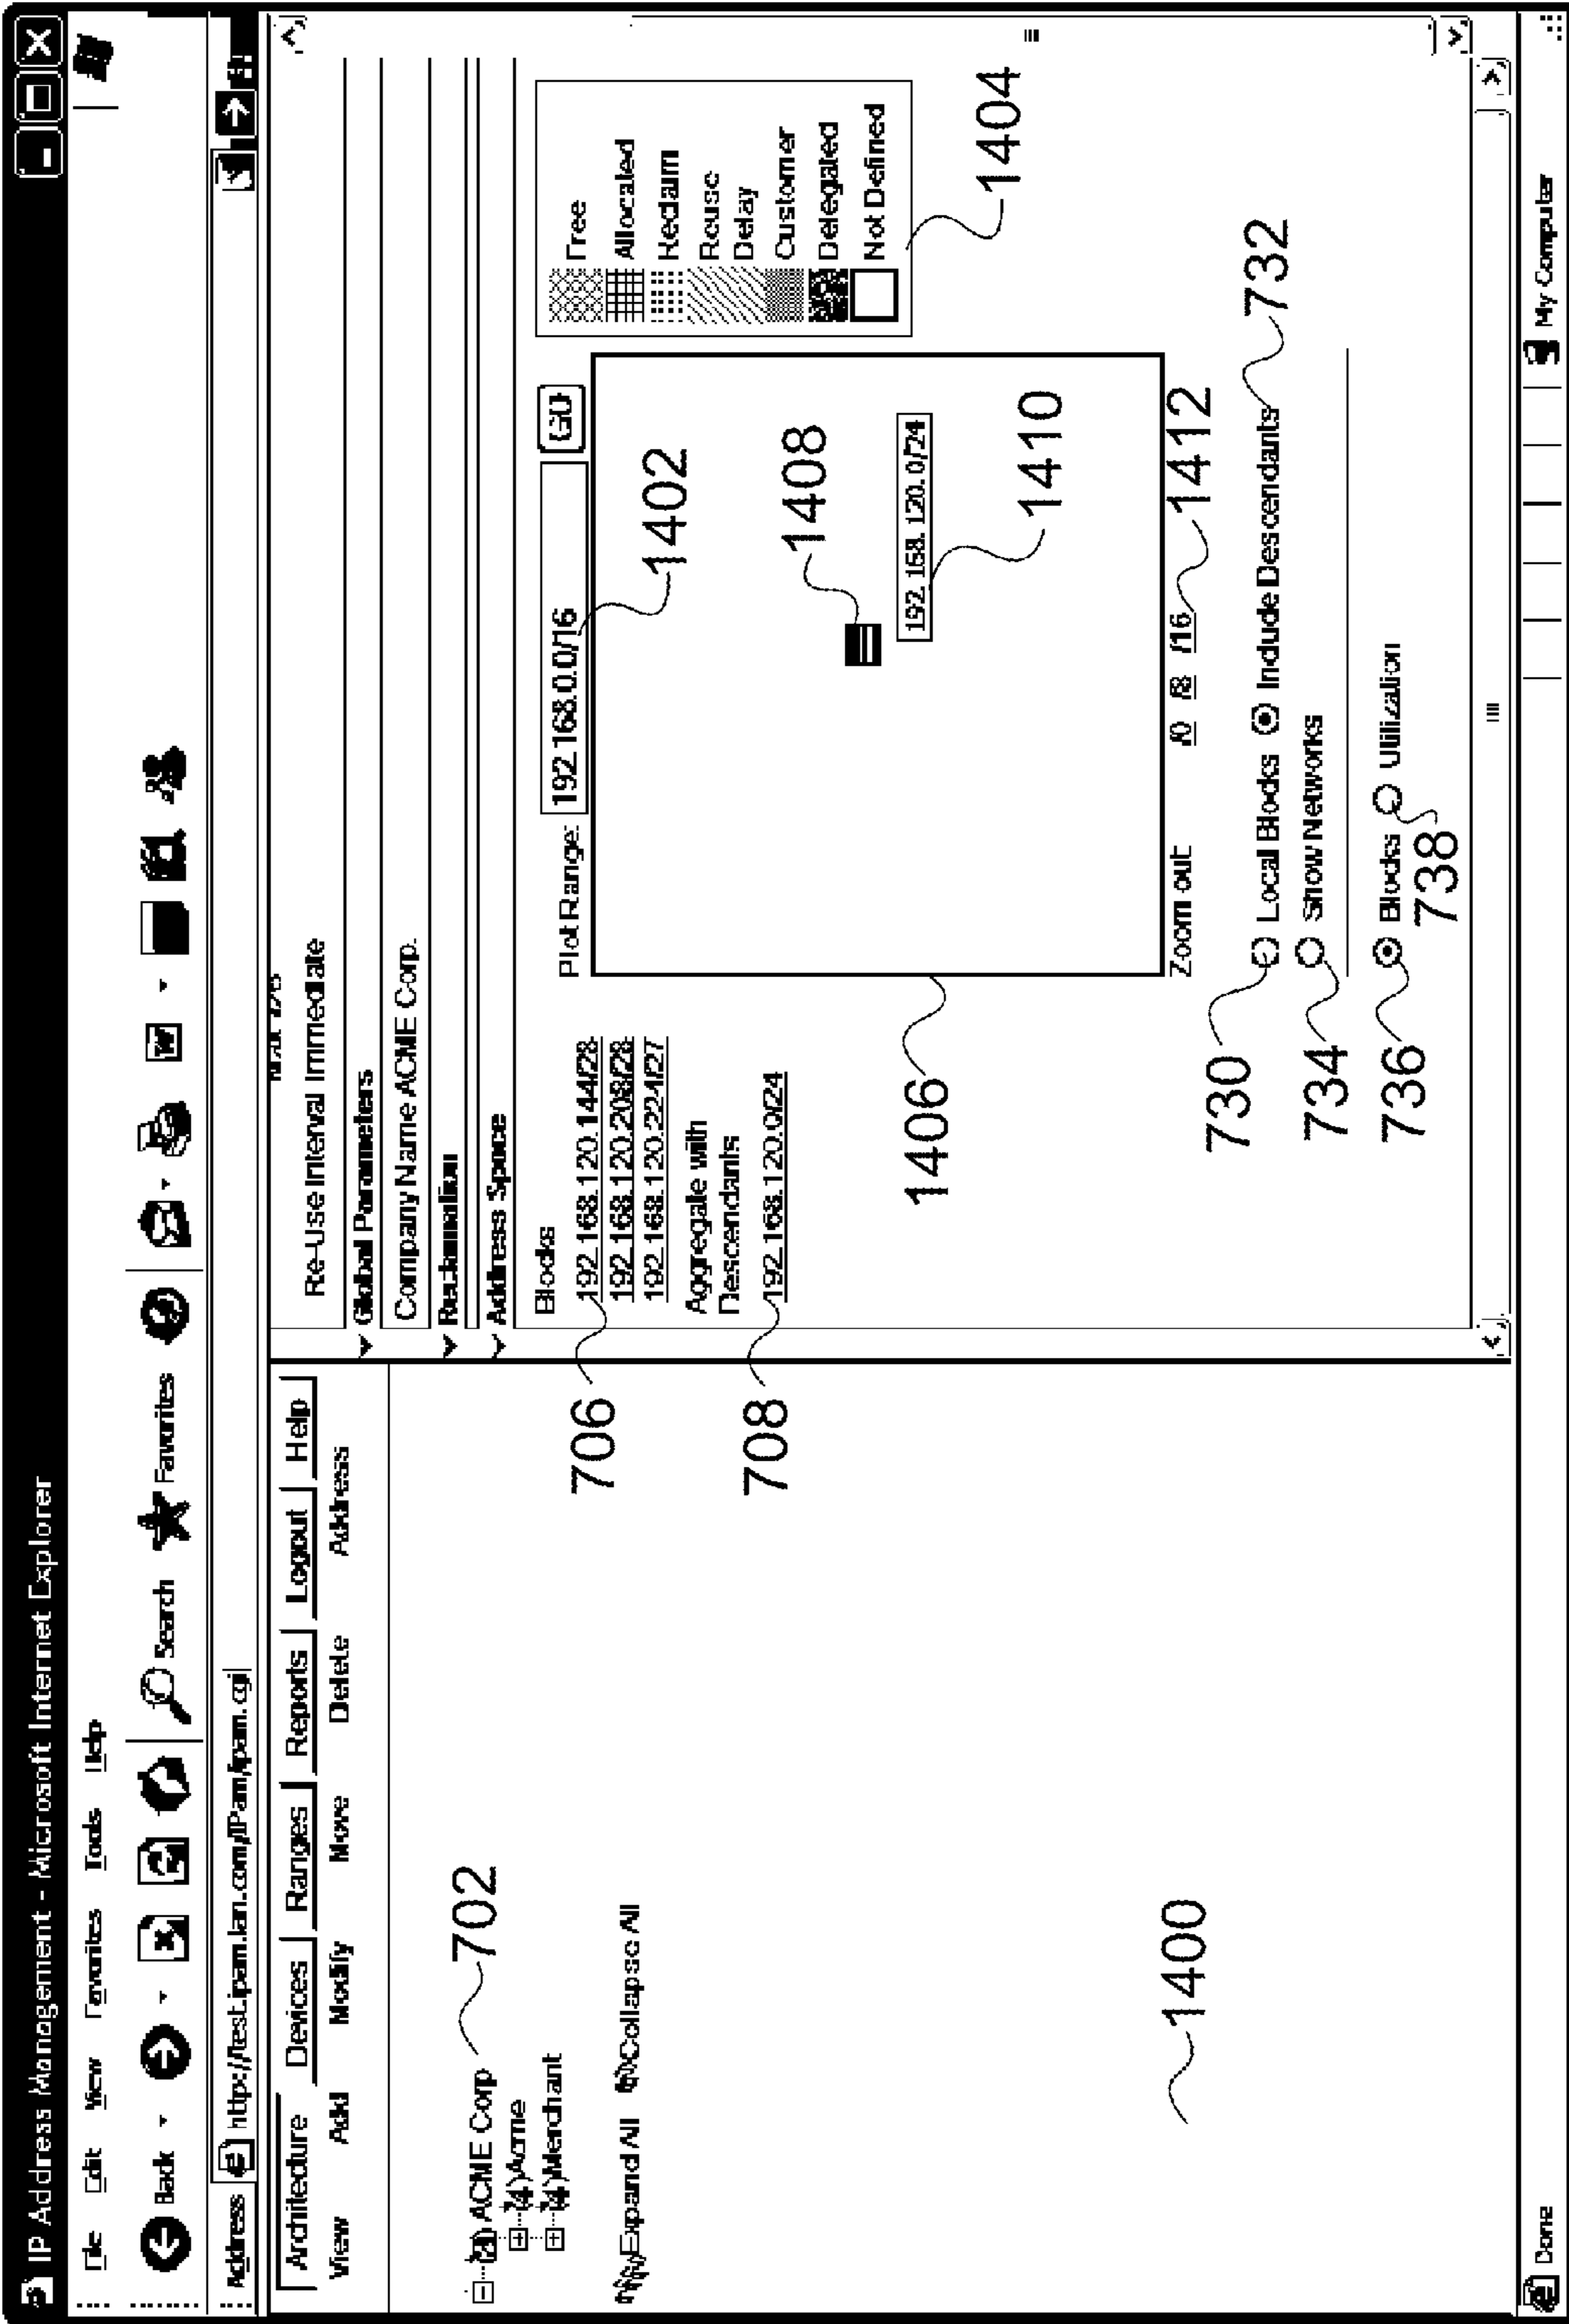 IP Address Management - Microsoft Internet Explorer
File Edit View Favorites Tools Help
Back Search Favorites
Address http://test.ipam.lan.com/IPam/ipam.cgi
Architecture Devices Ranges Reports Logout Help
View Add Modify Move Delete Address
ACME Corp 702
Acme
Merchant
Expand All Collapse All
1400
Re-Use Interval Immediate
Global Parameters
Company Name ACME Corp.
Reclamation
Address Space
Blocks
192.168.120.144/28
192.168.120.208/28
192.168.120.224/27
706
Aggregate with
Descendants
192.168.120.0/24
708
Plot Range: 192.168.0.0/16 GO
1402
1408
192.168.120.0/24
1410
1406
Zoom out /0 /8 /16
1412
Free
Allocated
Reclaim
Reuse
Delay
Customer
Delegated
Not Defined
1404
730 Local Blocks Include Descendants 732
734 Show Networks
736 Blocks Utilization
738
Done My Computer